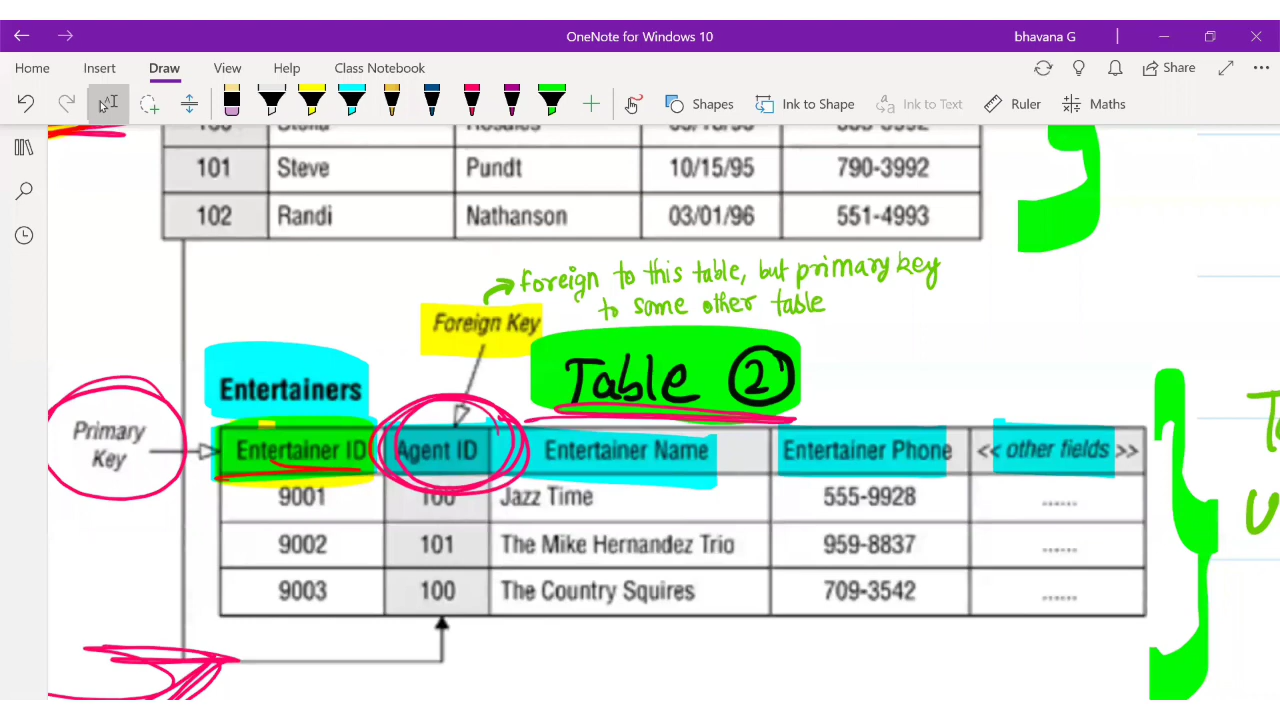 OneNote for Windows 10
bhavana G
Home Insert Draw View Help Class Notebook
Share
Shapes Ink to Shape Ink to Text Ruler Maths
101 Steve Pundt 10/15/95 790-3992
102 Randi Nathanson 03/01/96 551-4993
Foreign to this table, but primary key
to some other table
Foreign Key
Table 2
Entertainers
Primary
Key
Entertainer ID Agent ID Entertainer Name Entertainer Phone << other fields >>
9001 100 Jazz Time 555-9928 ......
9002 101 The Mike Hernandez Trio 959-8837 ......
9003 100 The Country Squires 709-3542 ......